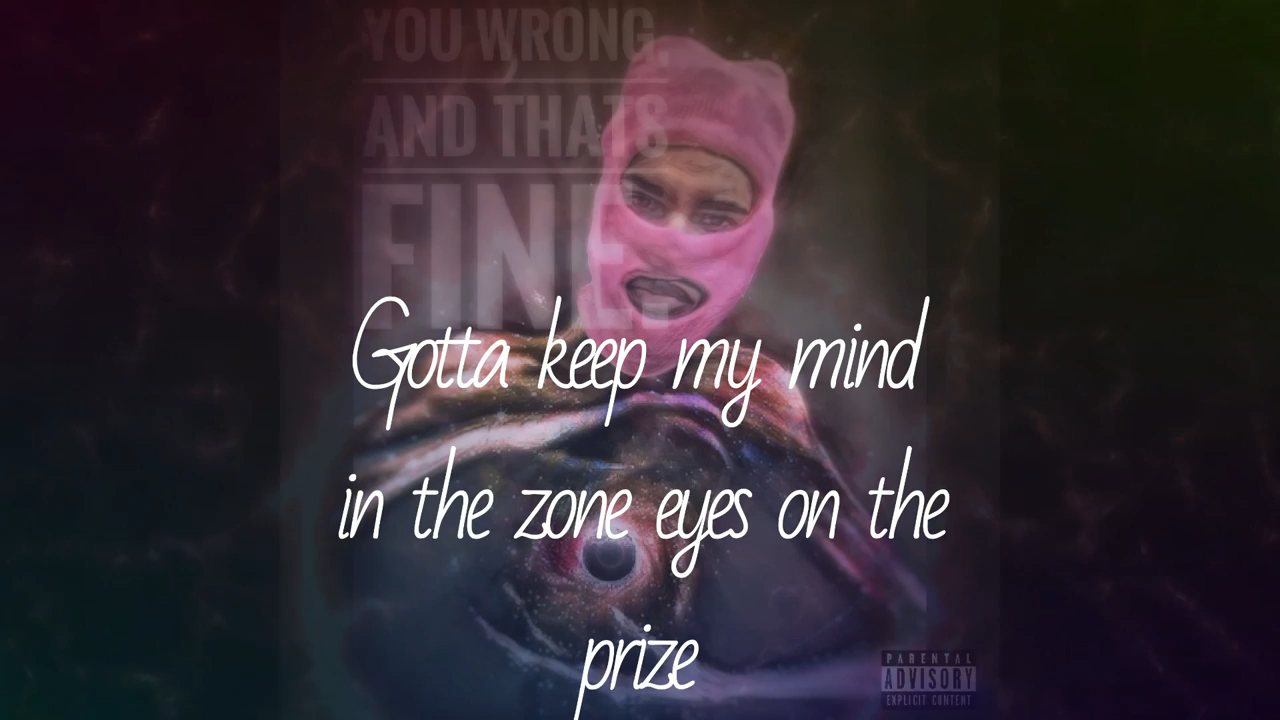 YOU WRONG,
AND THATS
FINE.
Gotta keep my mind
in the zone eyes on the
prize
PARENTAL
ADVISORY
EXPLICIT CONTENT